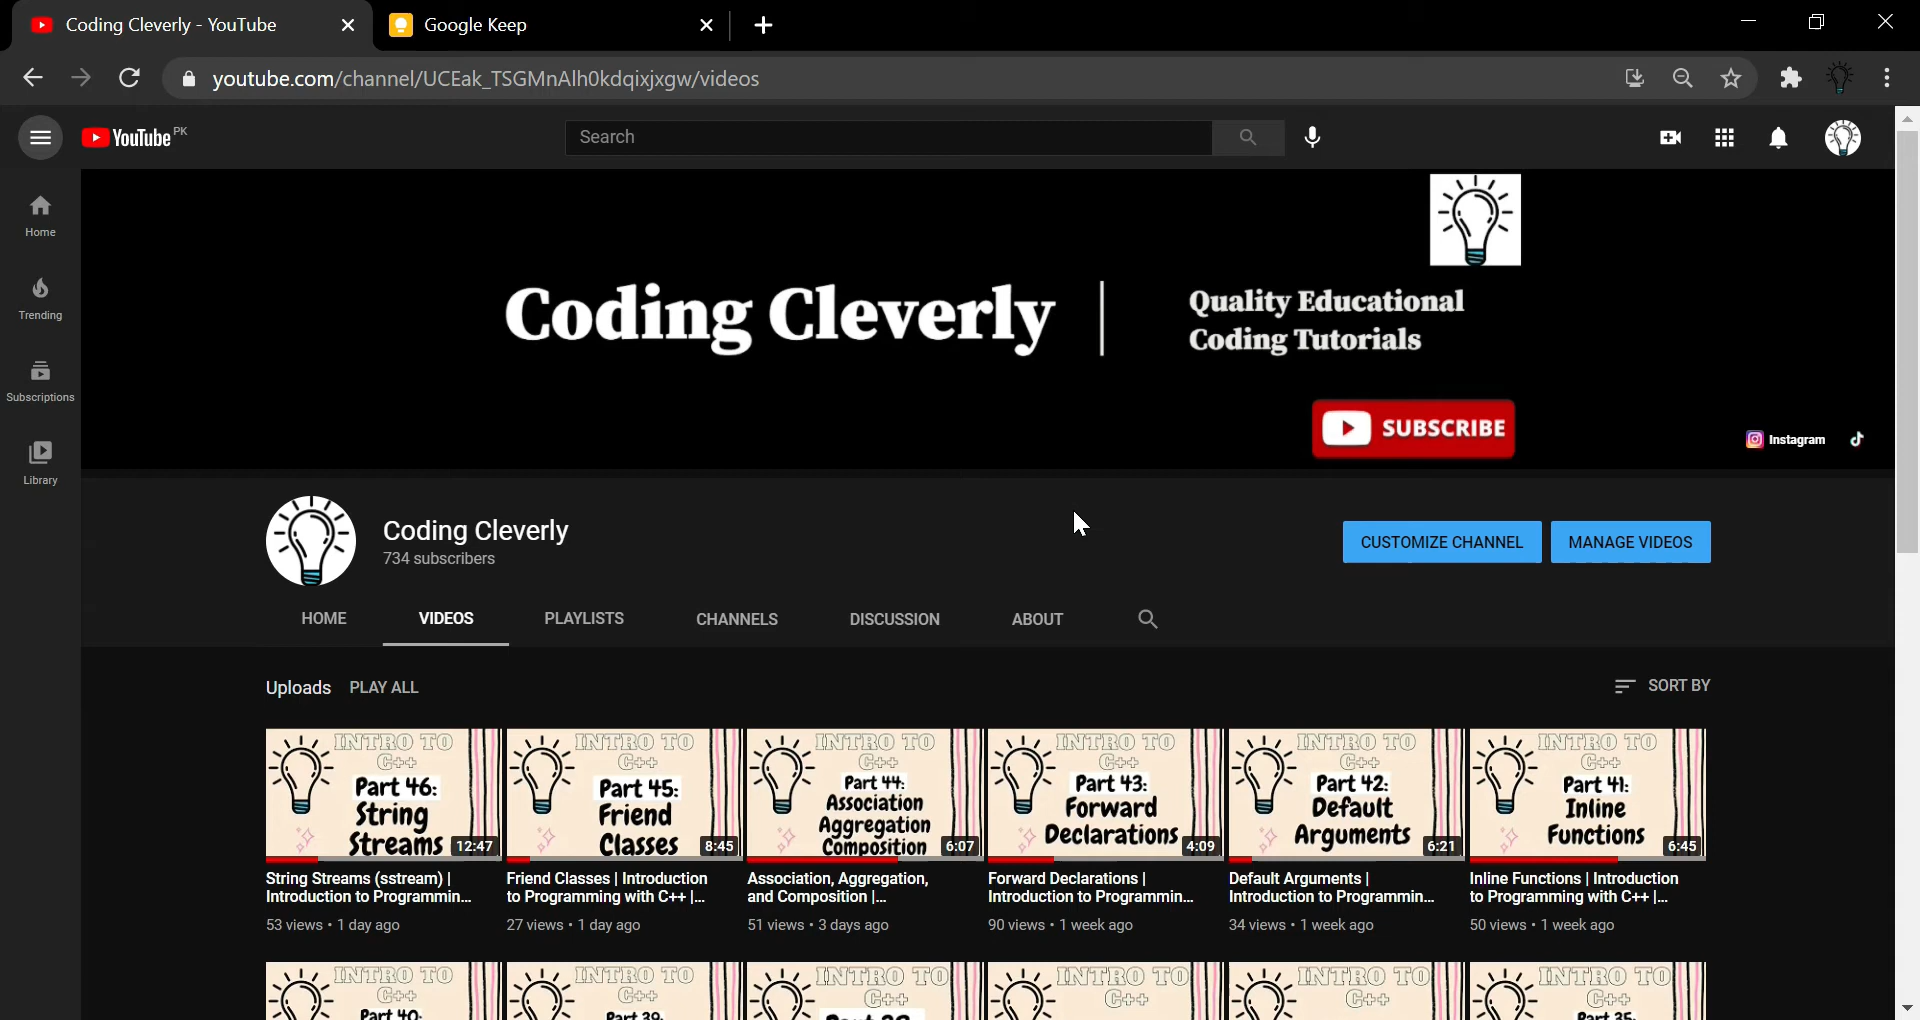 Coding Cleverly - YouTube
Google Keep
youtube.com/channel/UCEak_TSGMnAlh0kdqixjxgw/videos
YouTube PK
Search
Home
Trending
Subscriptions
Library
Coding Cleverly
Quality Educational
Coding Tutorials
SUBSCRIBE
Instagram
Coding Cleverly
734 subscribers
CUSTOMIZE CHANNEL
MANAGE VIDEOS
HOME
VIDEOS
PLAYLISTS
CHANNELS
DISCUSSION
ABOUT
Uploads
PLAY ALL
SORT BY
INTRO TO
C++
Part 46:
String
Streams
12:47
String Streams (sstream) |
Introduction to Programmin...
53 views • 1 day ago
INTRO TO
C++
Part 45:
Friend
Classes
8:45
Friend Classes | Introduction
to Programming with C++ |...
27 views • 1 day ago
INTRO TO
C++
Part 44:
Association
Aggregation
Composition
6:07
Association, Aggregation,
and Composition |...
51 views • 3 days ago
INTRO TO
C++
Part 43:
Forward
Declarations
4:09
Forward Declarations |
Introduction to Programmin...
90 views • 1 week ago
INTRO TO
C++
Part 42:
Default
Arguments
6:21
Default Arguments |
Introduction to Programmin...
34 views • 1 week ago
INTRO TO
C++
Part 41:
Inline
Functions
6:45
Inline Functions | Introduction
to Programming with C++ |...
50 views • 1 week ago
INTRO TO
C++
Part 40:
INTRO TO
C++
Part 39:
INTRO TO
C++
INTRO TO
C++
INTRO TO
C++
INTRO TO
C++
Part 35: